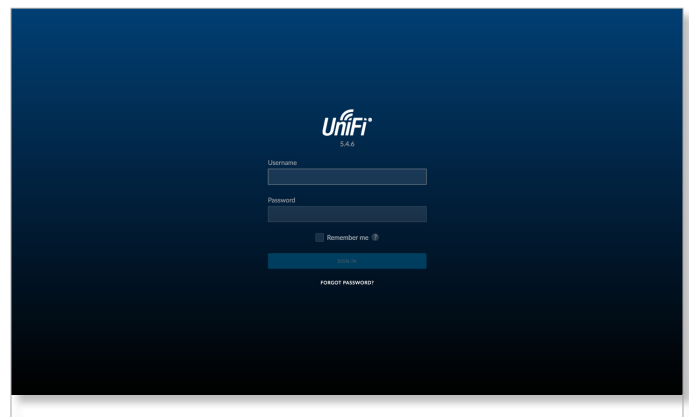 UniFi
5.4.6
Username
Password
Remember me ?
SIGN IN
FORGOT PASSWORD?